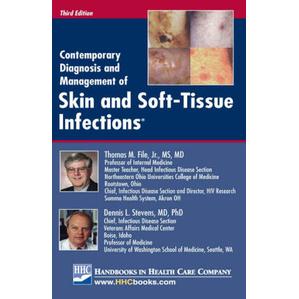 Third Edition
Contemporary
Diagnosis and
Management of
Skin and Soft-Tissue
Infections®
Thomas M. File, Jr., MS, MD
Professor of Internal Medicine
Master Teacher, Head Infectious Disease Section
Northeastern Ohio Universities College of Medicine
Rootstown, Ohio
Chief, Infectious Disease Section and Director, HIV Research
Summa Health System, Akron OH
Dennis L. Stevens, MD, PhD
Chief, Infectious Disease Section
Veterans Affairs Medical Center
Boise, Idaho
Professor of Medicine
University of Washington School of Medicine, Seattle, WA
HHC
HANDBOOKS IN HEALTH CARE COMPANY
www.HHCbooks.com